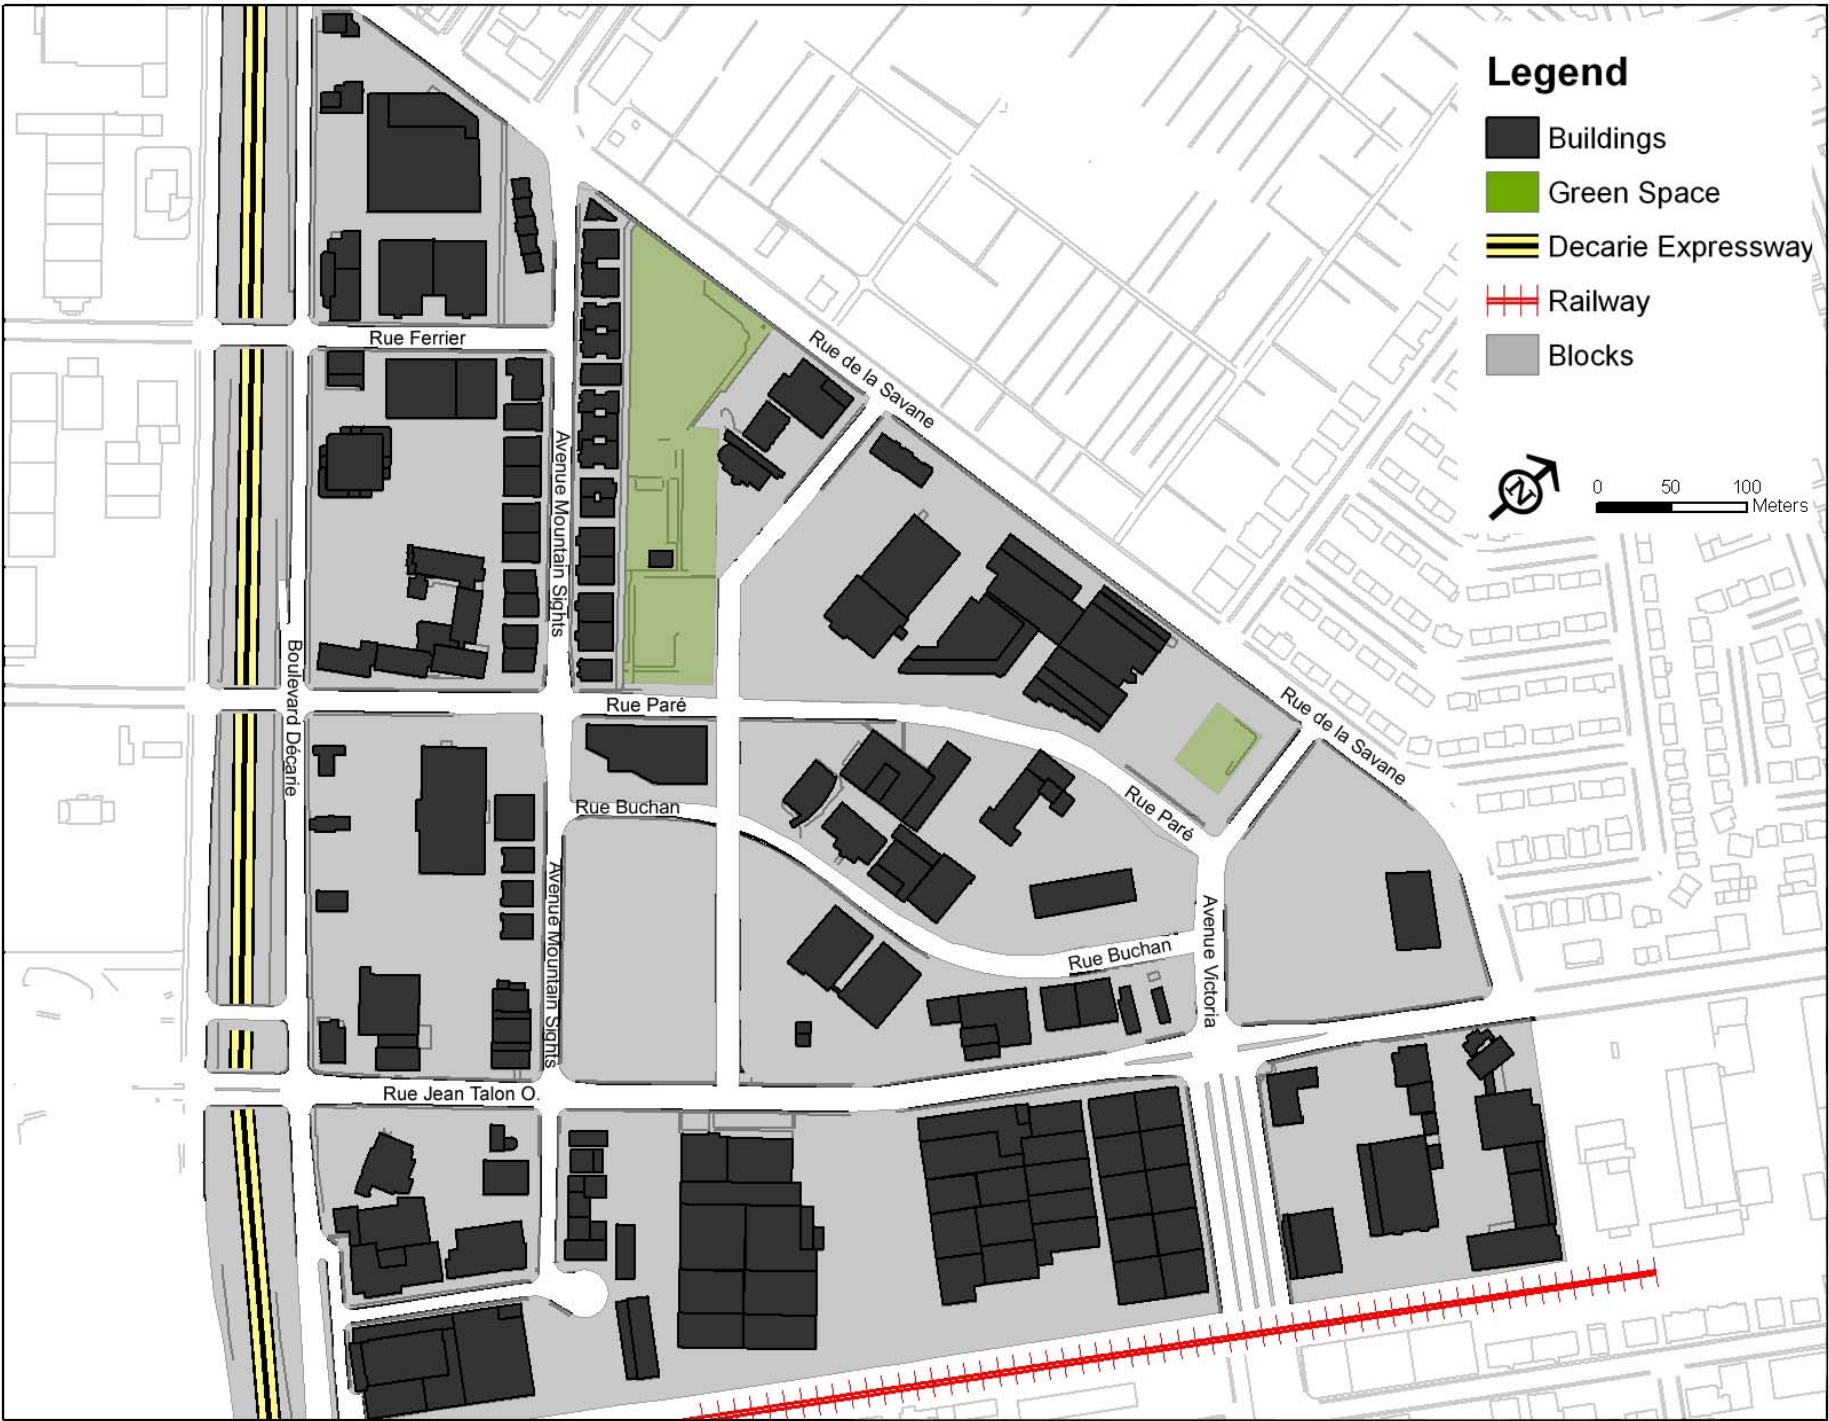 Legend
Buildings
Green Space
Decarie Expressway
Railway
Blocks
N
0 50 100
Meters
Rue Ferrier
Rue de la Savane
Avenue Mountain Sights
Boulevard Décarie
Rue Paré
Rue de la Savane
Rue Buchan
Rue Paré
Avenue Mountain Sights
Avenue Victoria
Rue Buchan
Rue Jean Talon O.